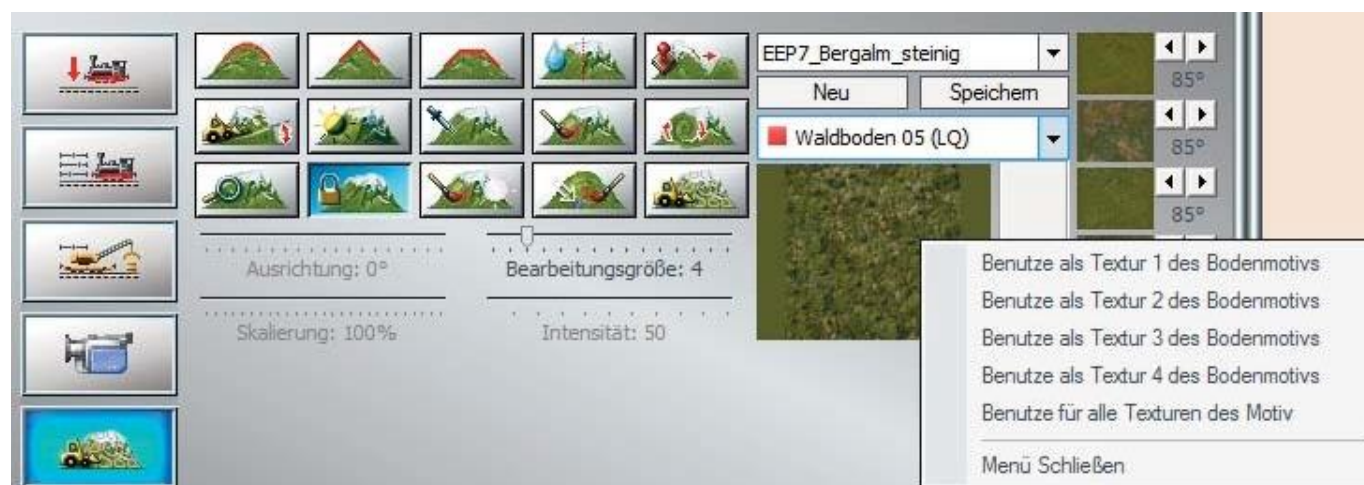 EEP7_Bergalm_steinig
Neu Speichern
Waldboden 05 (LQ)
85°
85°
85°
Ausrichtung: 0° Bearbeitungsgröße: 4
Skalierung: 100% Intensität: 50
Benutze als Textur 1 des Bodenmotivs
Benutze als Textur 2 des Bodenmotivs
Benutze als Textur 3 des Bodenmotivs
Benutze als Textur 4 des Bodenmotivs
Benutze für alle Texturen des Motiv
Menü Schließen